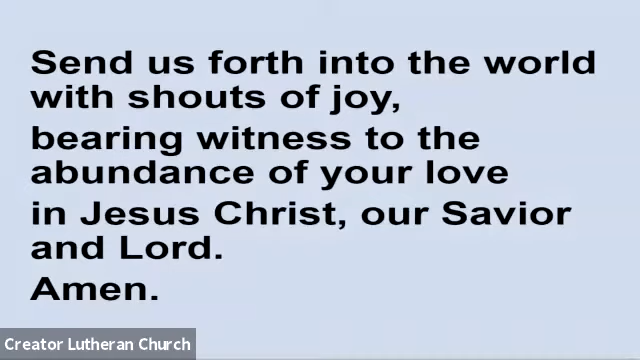 Send us forth into the world
with shouts of joy,
bearing witness to the
abundance of your love
in Jesus Christ, our Savior
and Lord.
Amen.
Creator Lutheran Church